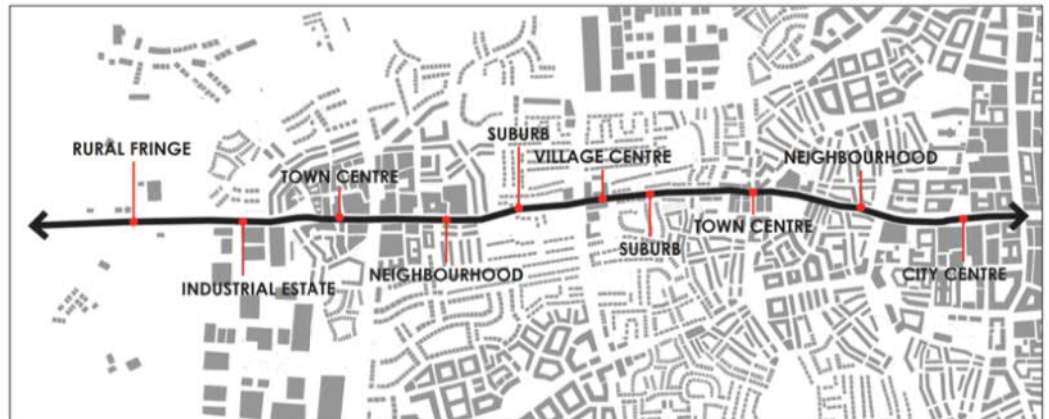 RURAL FRINGE
INDUSTRIAL ESTATE
TOWN CENTRE
NEIGHBOURHOOD
SUBURB
VILLAGE CENTRE
SUBURB
TOWN CENTRE
NEIGHBOURHOOD
CITY CENTRE